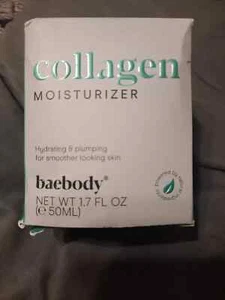 collagen
MOISTURIZER
Hydrating & plumping
for smoother looking skin
baebody®
NET WT 1.7 FL OZ
(℮ 50ML)